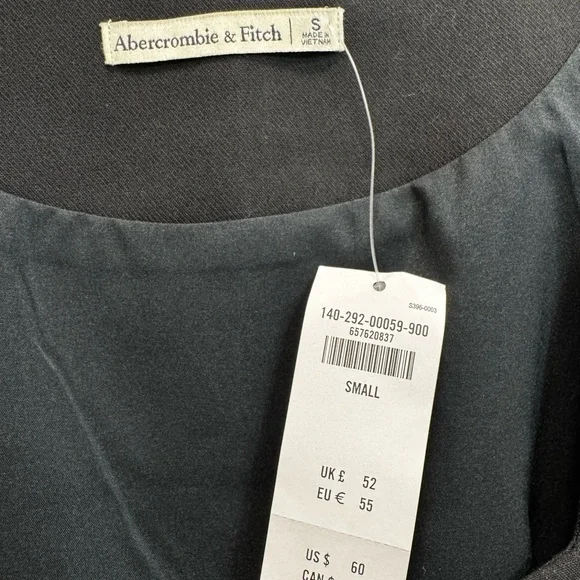 Abercrombie & Fitch
S
MADE IN
VIETNAM
S396-0003
140-292-00059-900
657620837
SMALL
UK £ 52
EU € 55
US $ 60
CAN $